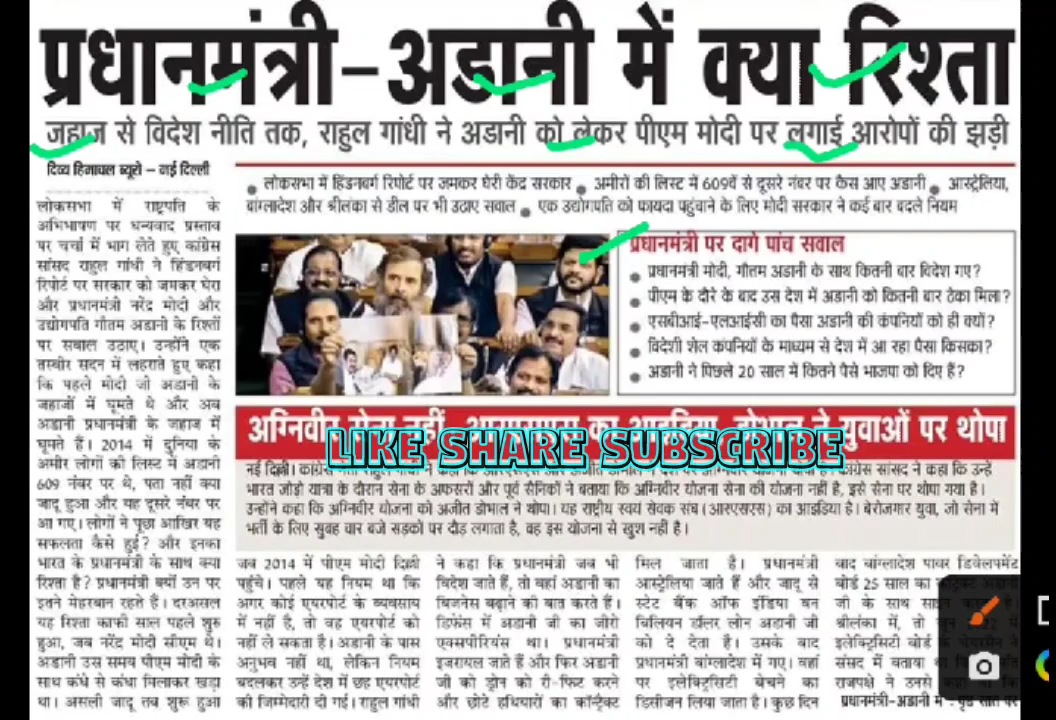 प्रधानमंत्री-अडानी में क्या रिश्ता
जहाज से विदेश नीति तक, राहुल गांधी ने अडानी को लेकर पीएम मोदी पर लगाई आरोपों की झड़ी
दिव्य हिमाचल ब्यूरो – नई दिल्ली
लोकसभा में राष्ट्रपति के
अभिभाषण पर धन्यवाद प्रस्ताव
पर चर्चा में भाग लेते हुए कांग्रेस
सांसद राहुल गांधी ने हिंडनबर्ग
रिपोर्ट पर सरकार को जमकर घेरा
और प्रधानमंत्री नरेंद्र मोदी और
उद्योगपति गौतम अडानी के रिश्तों
पर सवाल उठाए। उन्होंने एक
तस्वीर सदन में लहराते हुए कहा
कि पहले मोदी जी अडानी के
जहाजों में घूमते थे और अब
अडानी प्रधानमंत्री के जहाज में
घूमते हैं। 2014 में दुनिया के
अमीर लोगों की लिस्ट में अडानी
609 नंबर पर थे, पता नहीं क्या
जादू हुआ और यह दूसरे नंबर पर
आ गए। लोगों ने पूछा आखिर यह
सफलता कैसे हुई? और इनका
भारत के प्रधानमंत्री के साथ क्या
रिश्ता है? प्रधानमंत्री क्यों उन पर
इतने मेहरबान रहते हैं। दरअसल
यह रिश्ता काफी साल पहले शुरू
हुआ, जब नरेंद्र मोदी सीएम थे।
अडानी उस समय पीएम मोदी के
साथ कंधे से कंधा मिलाकर खड़ा
था। असली जादू तब शुरू हुआ
● लोकसभा में हिंडनबर्ग रिपोर्ट पर जमकर घेरी केंद्र सरकार ● अमीरों की लिस्ट में 609वें से दूसरे नंबर पर कैसे आए अडानी ● आस्ट्रेलिया,
बांग्लादेश और श्रीलंका से डील पर भी उठाए सवाल ● एक उद्योगपति को फायदा पहुंचाने के लिए मोदी सरकार ने कई बार बदले नियम
प्रधानमंत्री पर दागे पांच सवाल
● प्रधानमंत्री मोदी, गौतम अडानी के साथ कितनी बार विदेश गए?
● पीएम के दौरे के बाद उस देश में अडानी को कितनी बार ठेका मिला?
● एसबीआई-एलआईसी का पैसा अडानी की कंपनियों को ही क्यों?
● विदेशी शेल कंपनियों के माध्यम से देश में आ रहा पैसा किसका?
● अडानी ने पिछले 20 साल में कितने पैसे भाजपा को दिए हैं?
अग्निवीर नहीं, का ने युवाओं पर थोपा
LIKE SHARE SUBSCRIBE
नई दिल्ली। ने कहा कि कांग्रेस सांसद ने कहा कि उन्हें
भारत जोड़ो यात्रा के दौरान सेना के अफसरों और पूर्व सैनिकों ने बताया कि अग्निवीर योजना सेना की योजना नहीं है, इसे सेना पर थोपा गया है।
उन्होंने कहा कि अग्निवीर योजना को अजीत डोभाल ने थोपा। यह राष्ट्रीय स्वयं सेवक संघ (आरएसएस) का आइडिया है। बेरोजगार युवा, जो सेना में
भर्ती के लिए सुबह चार बजे सड़कों पर दौड़ लगाता है, वह इस योजना से खुश नहीं है।
जब 2014 में पीएम मोदी दिल्ली
पहुंचे। पहले यह नियम था कि
अगर कोई एयरपोर्ट के व्यवसाय
में नहीं है, तो वह एयरपोर्ट को
नहीं ले सकता है। अडानी के पास
अनुभव नहीं था, लेकिन नियम
बदलकर उन्हें देश में छह एयरपोर्ट
की जिम्मेदारी दी गई। राहुल गांधी
ने कहा कि प्रधानमंत्री जब भी
विदेश जाते हैं, तो वहां अडानी का
बिजनेस बढ़ाने की बात करते हैं।
डिफेंस में अडानी का जीरो
एक्सपीरियंस था। प्रधानमंत्री
इजरायल जाते हैं और फिर अडानी
जी को ड्रोन को री-फिट करने
और छोटे हथियारों का कॉन्ट्रैक्ट
मिल जाता है। प्रधानमंत्री
आस्ट्रेलिया जाते हैं और जादू से
स्टेट बैंक ऑफ इंडिया वन
बिलियन डॉलर लोन अडानी जी
को दे देता है। उसके बाद
प्रधानमंत्री बांग्लादेश में गए। वहां
पर इलेक्ट्रिसिटी बेचने का
डिसीजन लिया जाता है। कुछ दिन
बाद बांग्लादेश पावर डिवेलपमेंट
बोर्ड 25 साल का
जी के साथ साइन
श्रीलंका में, तो
इलेक्ट्रिसिटी बोर्ड
संसद में बताया
राजपक्षे ने उनसे
प्रधानमंत्री-अडानी में